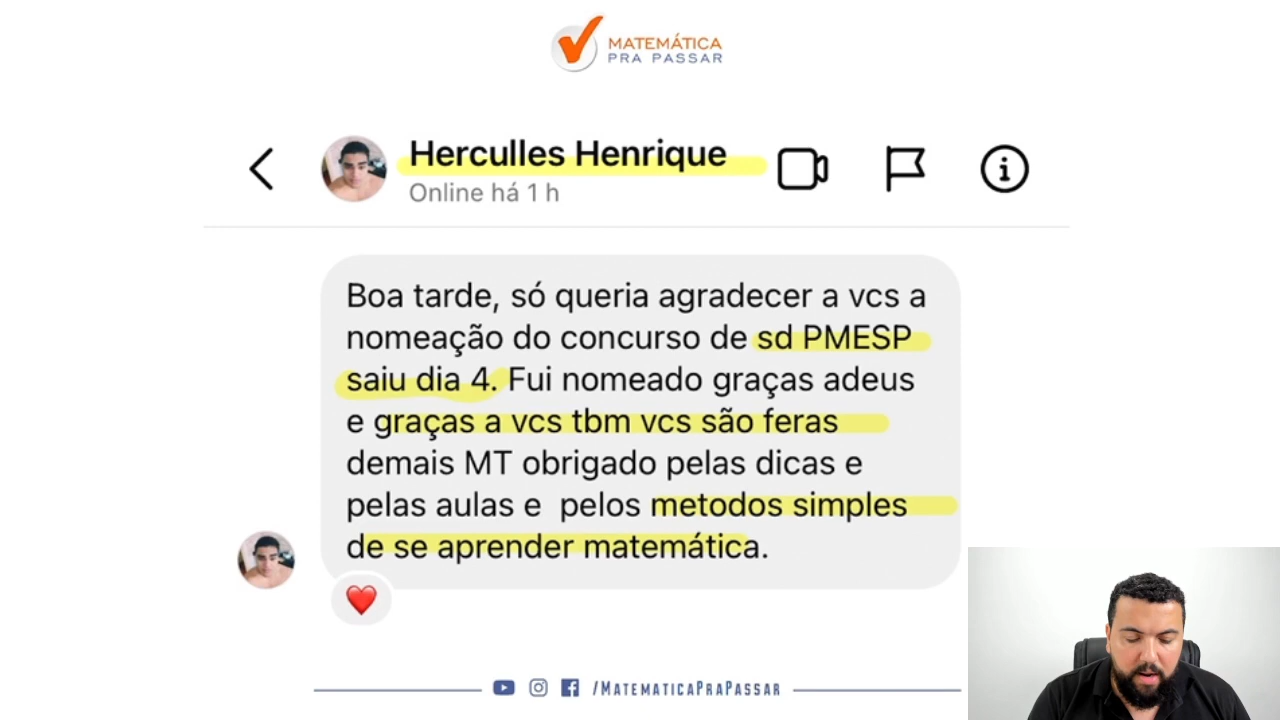 MATEMÁTICA
PRA PASSAR
Herculles Henrique
Online há 1 h
Boa tarde, só queria agradecer a vcs a
nomeação do concurso de sd PMESP
saiu dia 4. Fui nomeado graças adeus
e graças a vcs tbm vcs são feras
demais MT obrigado pelas dicas e
pelas aulas e  pelos metodos simples
de se aprender matemática.
/MATEMATICAPRAPASSAR